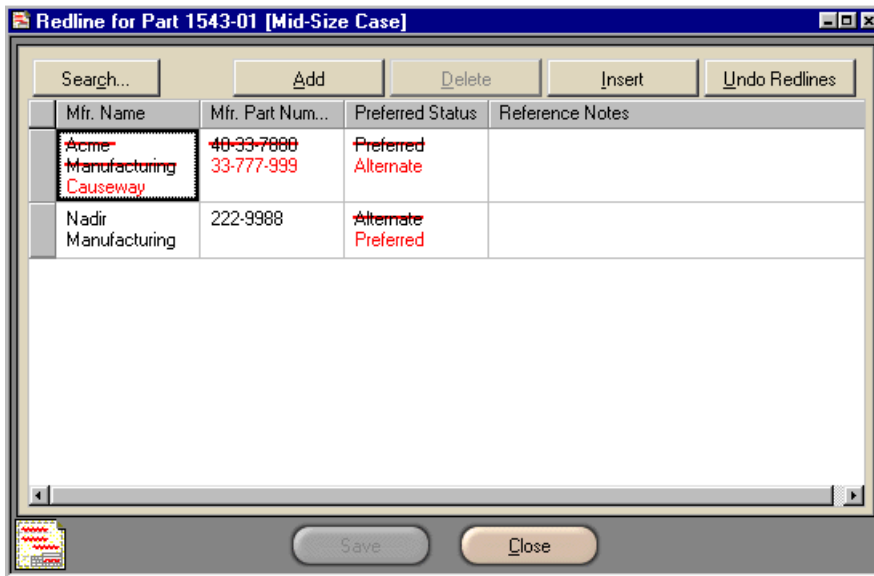 Redline for Part 1543-01 [Mid-Size Case]
Search... Add Delete Insert Undo Redlines
Mfr. Name Mfr. Part Num... Preferred Status Reference Notes
Acme 40-33-7888 Preferred
Manufacturing 33-777-999 Alternate
Causeway
Nadir 222-9988 Alternate
Manufacturing Preferred
Save Close